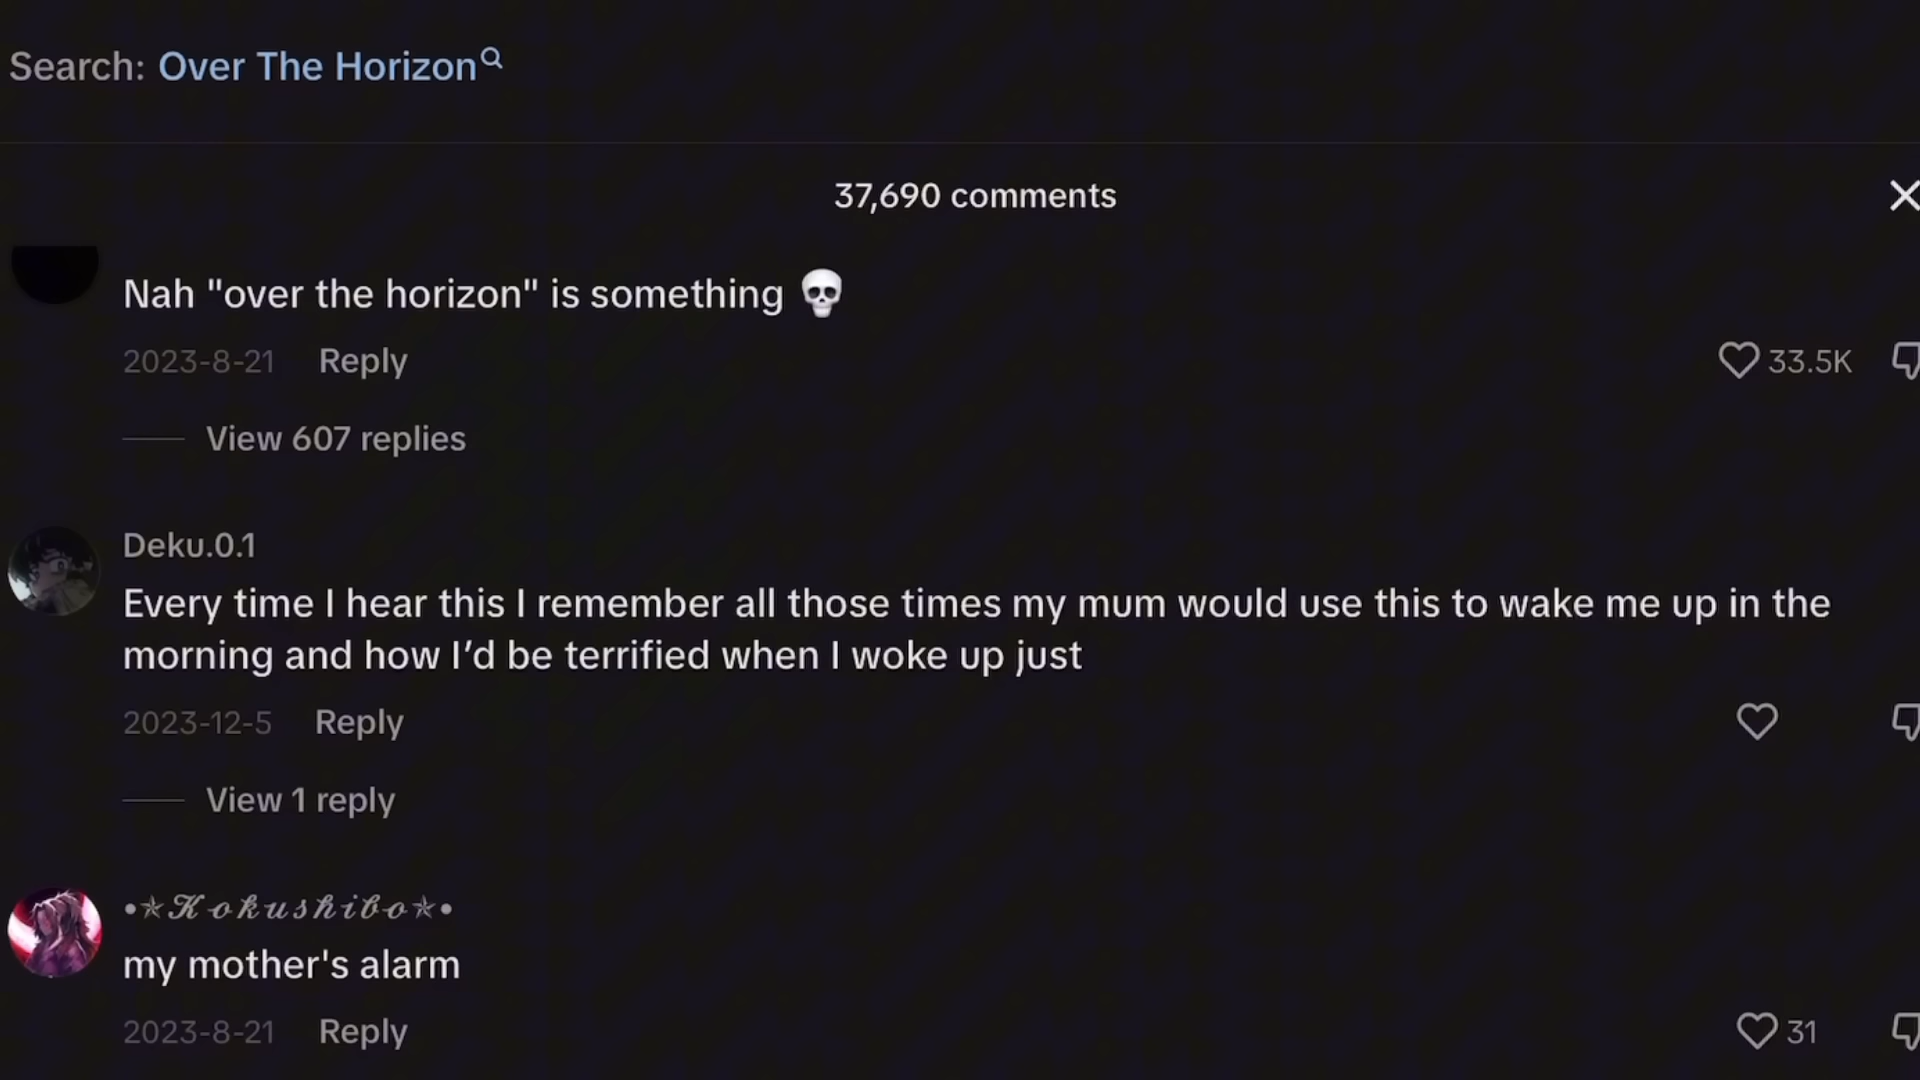 Search: Over The Horizon
37,690 comments
Nah "over the horizon" is something 💀
2023-8-21 Reply 33.5K
View 607 replies
Deku.0.1
Every time I hear this I remember all those times my mum would use this to wake me up in the
morning and how I’d be terrified when I woke up just
2023-12-5 Reply
View 1 reply
•✯𝓚𝓸𝓴𝓾𝓼𝓱𝓲𝓫𝓸✯•
my mother's alarm
2023-8-21 Reply 31